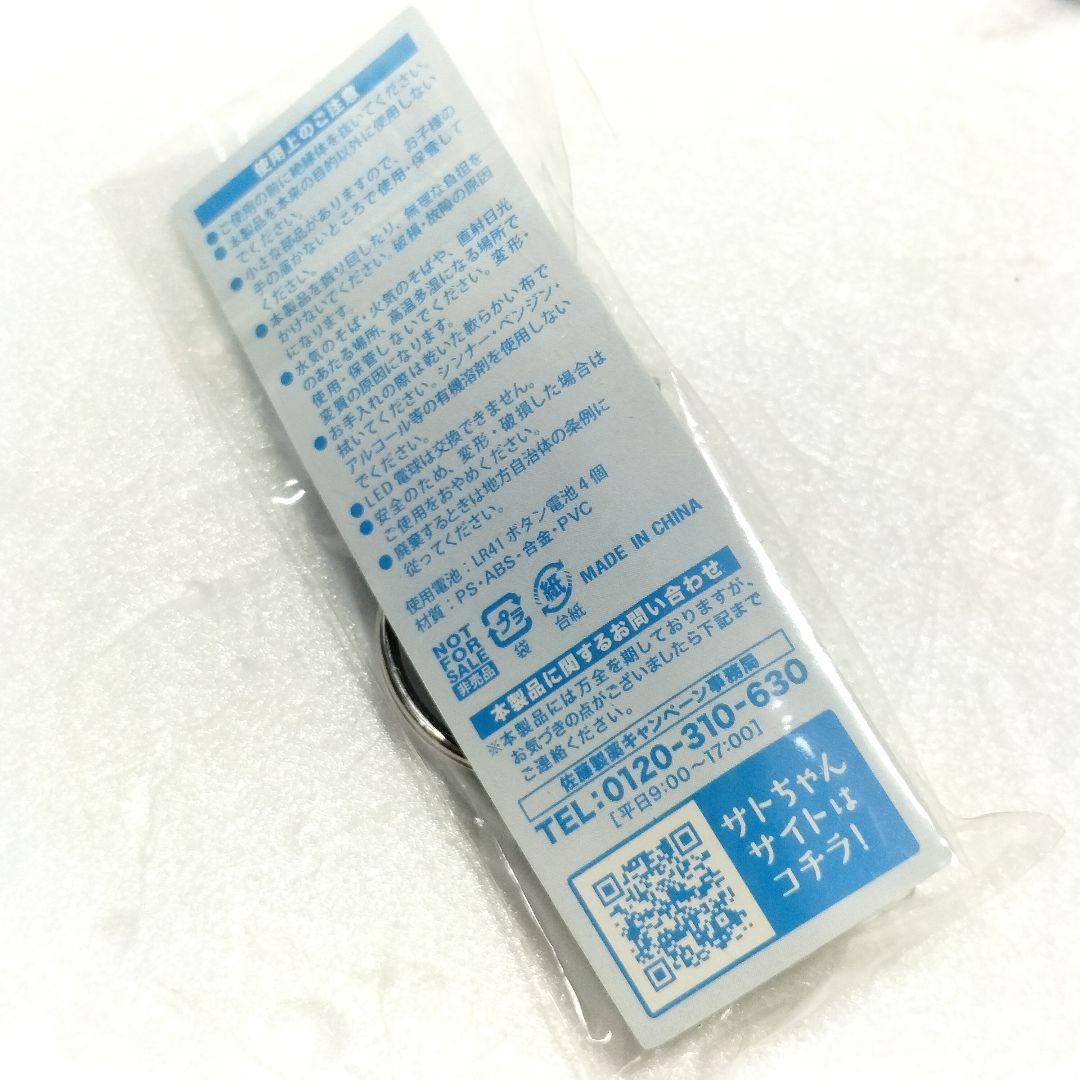 使用上のご注意
●ご使用の前に絶縁体を抜いてください。
●本製品を本来の目的以外に使用しない
でください。
●小さな部品がありますので、お子様の
手の届かないところで使用・保管して
ください。
●本製品を振り回したり、無理な負担を
かけないでください。破損・故障の原因
になります。
●水気のそば、火気のそばや、直射日光
のあたる場所、高温多湿になる場所で
使用・保管しないでください。変形・
変質の原因になります。
●お手入れの際は乾いた軟らかい布で
拭いてください。シンナー・ベンジン・
アルコール等の有機溶剤を使用しない
でください。
●LED電球は交換できません。
●安全のため、変形・破損した場合は
ご使用をおやめください。
●廃棄するときは地方自治体の条例に
従ってください。
使用電池：LR41ボタン電池4個
材質：PS・ABS・合金・PVC
NOT
FOR
SALE
非売品
プラ
袋
紙
台紙
MADE IN CHINA
本製品に関するお問い合わせ
※本製品には万全を期しておりますが、
お気づきの点がございましたら下記まで
ご連絡ください。
佐藤製薬キャンペーン事務局
TEL:0120-310-630
[平日9:00〜17:00]
サトちゃん
サイトは
コチラ!